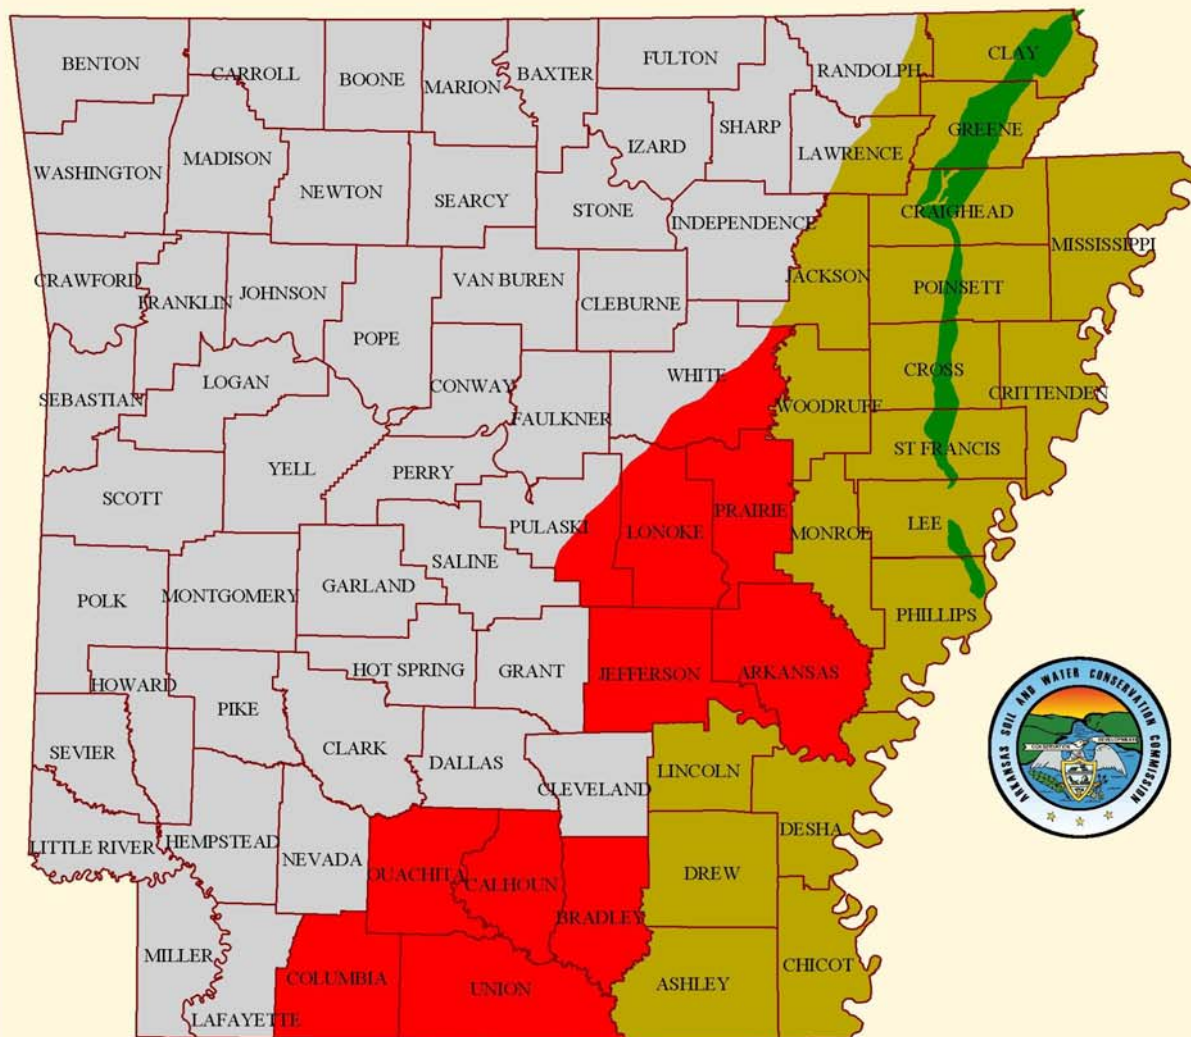 BENTON
CARROLL
BOONE
MARION
BAXTER
FULTON
RANDOLPH
CLAY
SHARP
IZARD
GREENE
LAWRENCE
WASHINGTON
MADISON
NEWTON
SEARCY
STONE
INDEPENDENCE
CRAIGHEAD
MISSISSIPPI
CRAWFORD
FRANKLIN
JOHNSON
VAN BUREN
CLEBURNE
JACKSON
POINSETT
POPE
LOGAN
CONWAY
WHITE
CROSS
CRITTENDEN
SEBASTIAN
FAULKNER
WOODRUFF
ST FRANCIS
SCOTT
YELL
PERRY
PULASKI
LONOKE
PRAIRIE
MONROE
LEE
SALINE
GARLAND
POLK
MONTGOMERY
PHILLIPS
HOT SPRING
GRANT
JEFFERSON
ARKANSAS
HOWARD
PIKE
SEVIER
CLARK
DALLAS
CLEVELAND
LINCOLN
DESHA
LITTLE RIVER
HEMPSTEAD
NEVADA
OUACHITA
CALHOUN
BRADLEY
DREW
MILLER
COLUMBIA
UNION
ASHLEY
CHICOT
LAFAYETTE
ARKANSAS SOIL AND WATER CONSERVATION COMMISSION
CONSERVATION
DEVELOPMENT